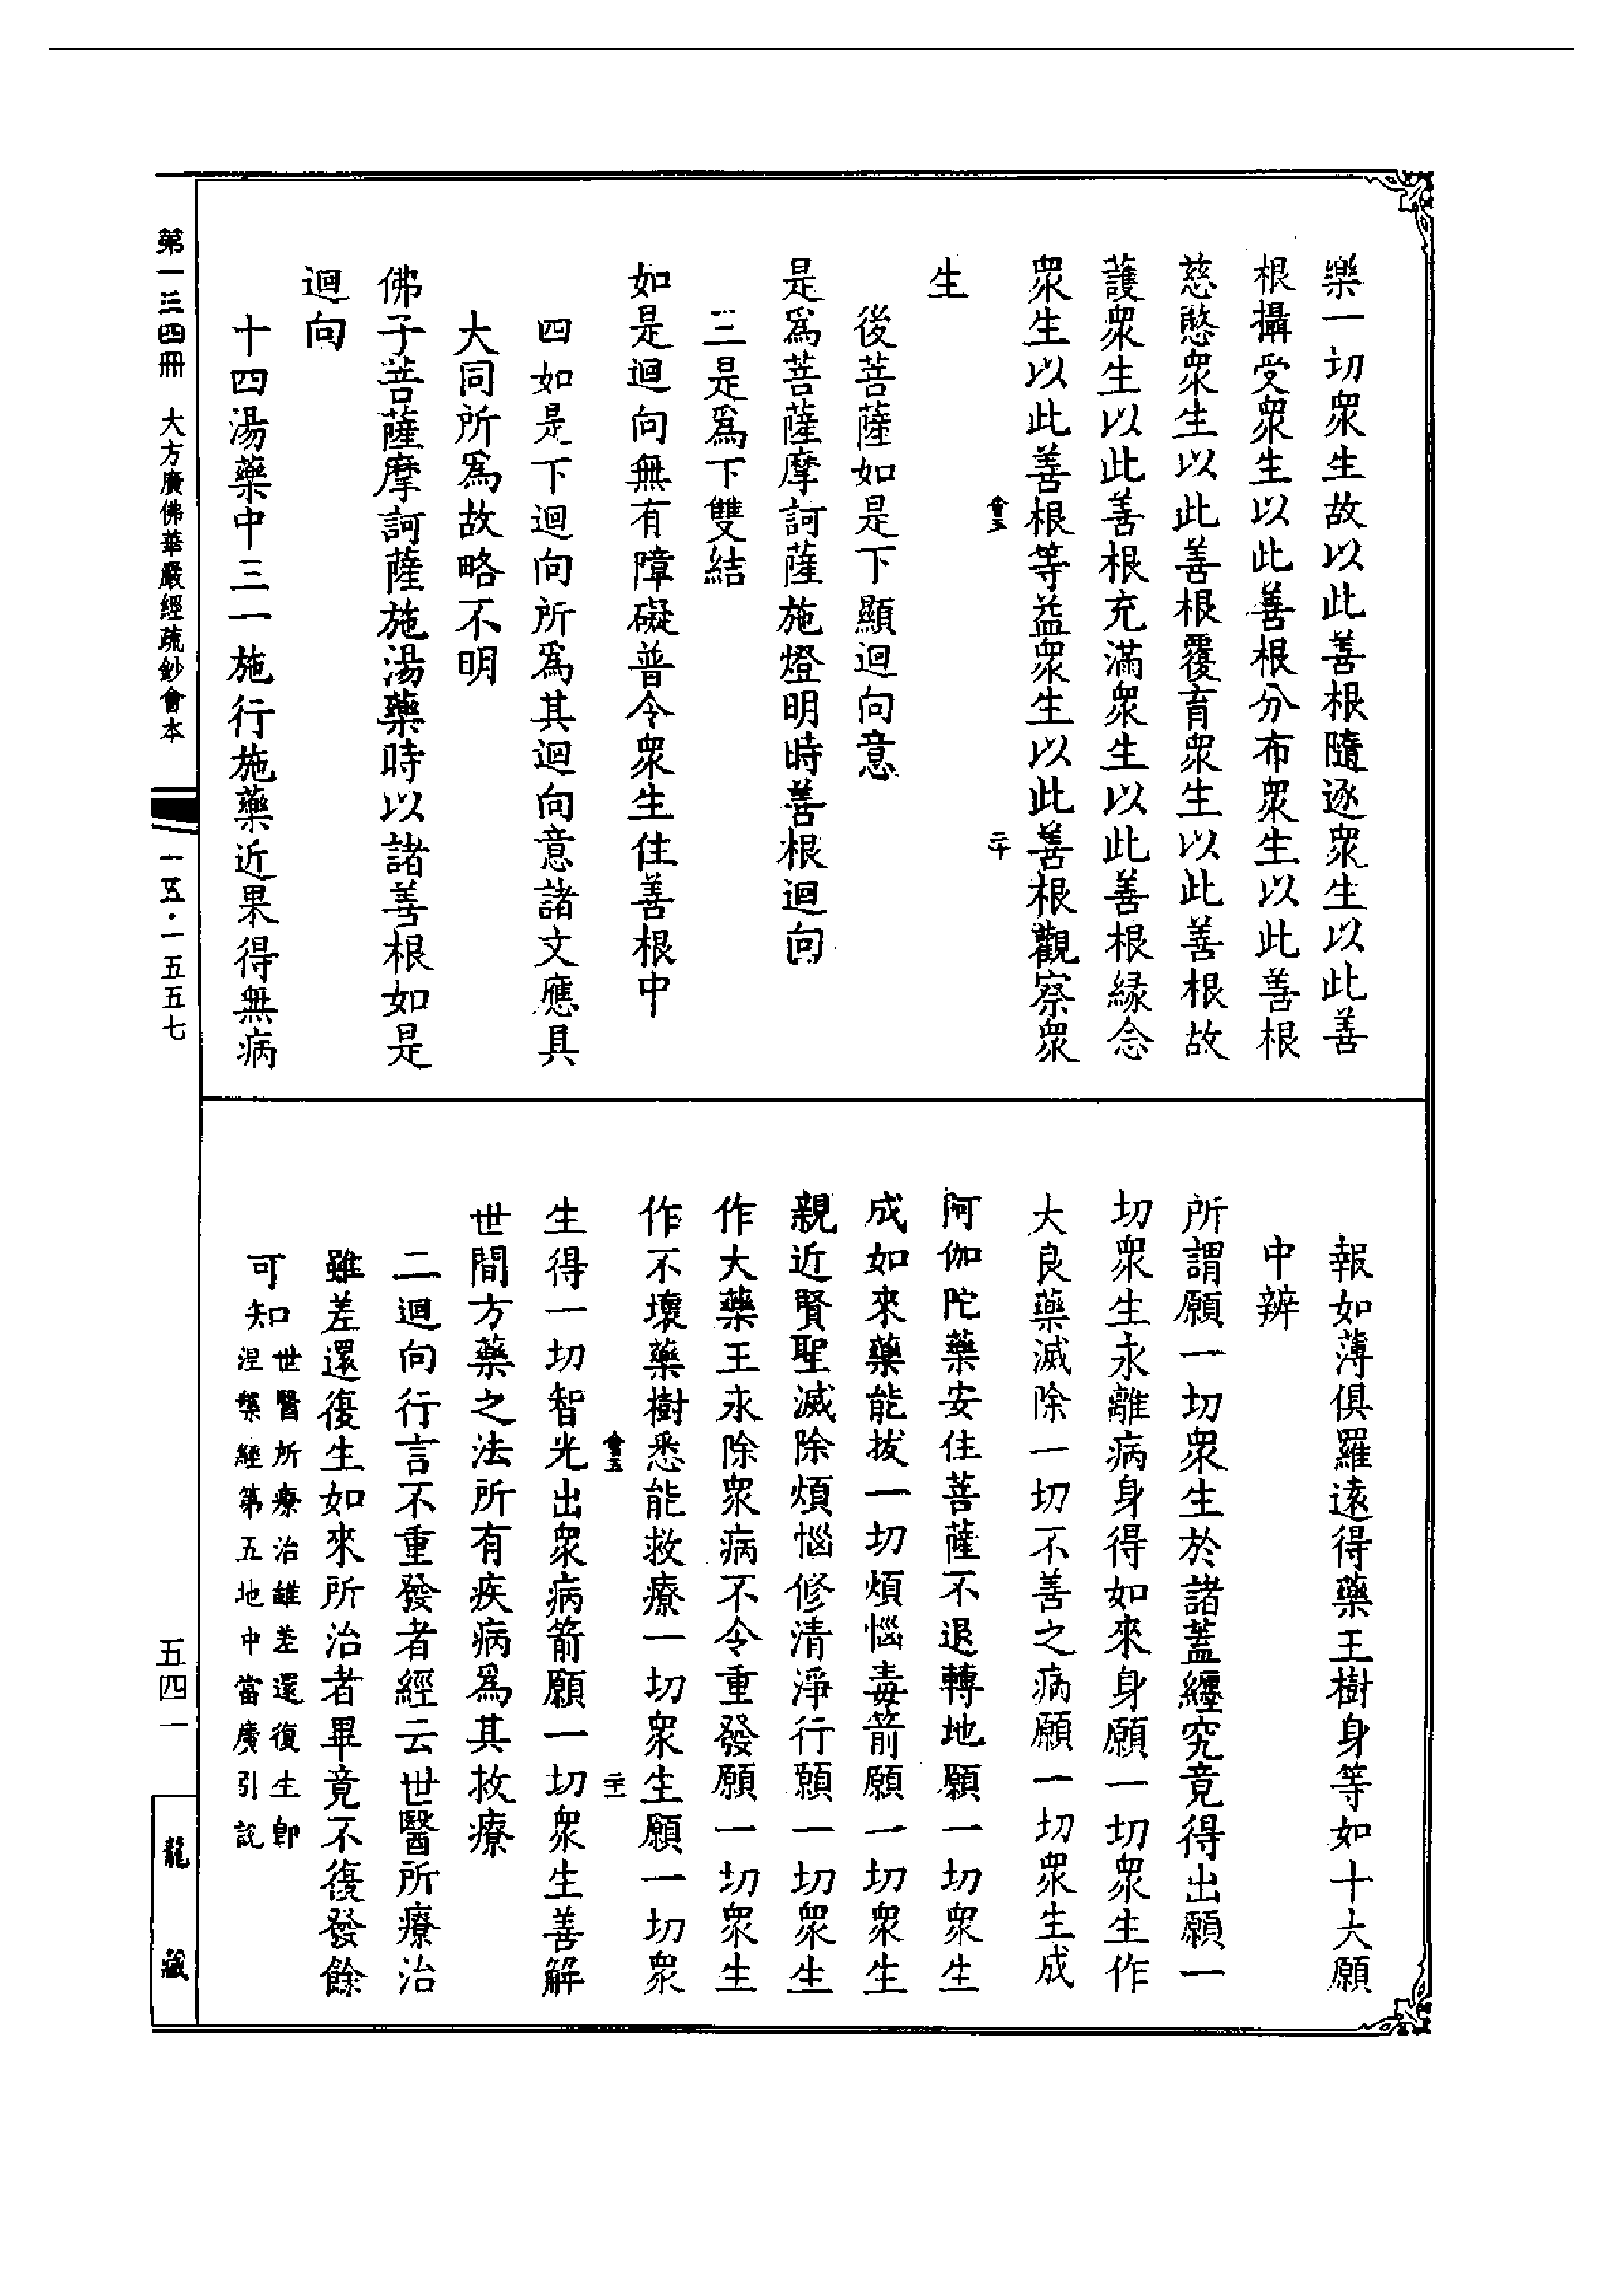 樂一切衆生故以此善根隨逐衆生以此善
根攝受衆生以此善根分布衆生以此善根
慈愍衆生以此善根覆育衆生以此善根故
護衆生以此善根充滿衆生以此善根緣念
衆生以此善根等益衆生以此善根觀察衆
會五 二十
生
後菩薩如是下顯迴向意
是爲菩薩摩訶薩施燈明時善根迴向
三是爲下雙結
如是迴向無有障礙普令衆生住善根中
四如是下迴向所爲其迴向意諸文應具
大同所爲故略不明
佛子菩薩摩訶薩施湯藥時以諸善根如是
迴向
十四湯藥中三一施行施藥近果得無病
報如薄俱羅遠得藥王樹身等如十大願
中辨
所謂願一切衆生於諸蓋纏究竟得出願一
切衆生永離病身得如來身願一切衆生作
大良藥滅除一切不善之病願一切衆生成
阿伽陀藥安住菩薩不退轉地願一切衆生
成如來藥能拔一切煩惱毒箭願一切衆生
親近賢聖滅除煩惱修清淨行願一切衆生
作大藥王永除衆病不令重發願一切衆生
作不壞藥樹悉能救療一切衆生願一切衆
會五 二十一
生得一切智光出衆病箭願一切衆生善解
世間方藥之法所有疾病爲其救療
二迴向行言不重發者經云世醫所療治
雖差還復生如來所治者畢竟不復發餘
可知世醫所療治雖差還復生即
涅槃經第五地中當廣引說
第一三四冊 大方廣佛華嚴經疏鈔會本
一五五·一五五七
五四一
龍藏